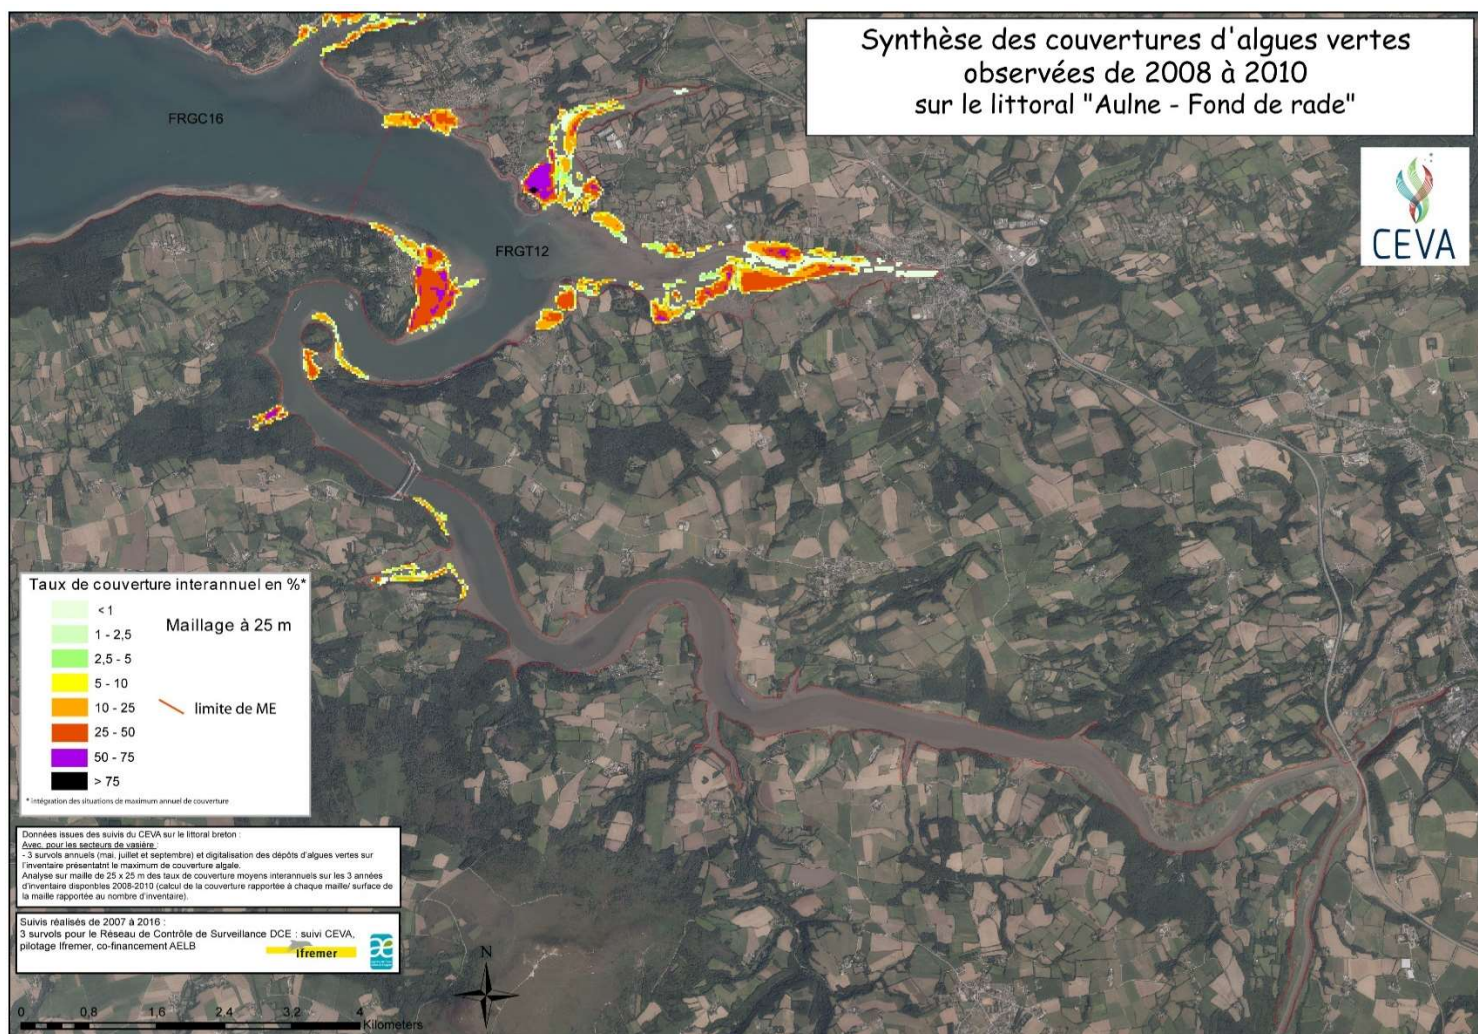 Synthèse des couvertures d'algues vertes
observées de 2008 à 2010
sur le littoral "Aulne - Fond de rade"
CEVA
FRGC16
FRGT12
Taux de couverture interannuel en %*
< 1
1 - 2,5
2,5 - 5
5 - 10
10 - 25
25 - 50
50 - 75
> 75
Maillage à 25 m
limite de ME
* Intégration des situations de maximum annuel de couverture
Données issues des suivis du CEVA sur le littoral breton :
Avec, pour les secteurs de vasière :
- 3 survols annuels (mai, juillet et septembre) et digitalisation des dépôts d'algues vertes sur
l'inventaire présentatnt le maximum de couverture algale.
Analyse sur maille de 25 x 25 m des taux de couverture moyens interannuels sur les 3 années
d'inventaire disponbles 2008-2010 (calcul de la couverture rapportée à chaque maille/ surface de
la maille rapportée au nombre d'inventaire).
Suivis réalisés de 2007 à 2016 :
3 survols pour le Réseau de Contrôle de Surveillance DCE : suivi CEVA,
pilotage Ifremer, co-financement AELB
Ifremer
N
0 0,8 1,6 2,4 3,2 4
Kilometers